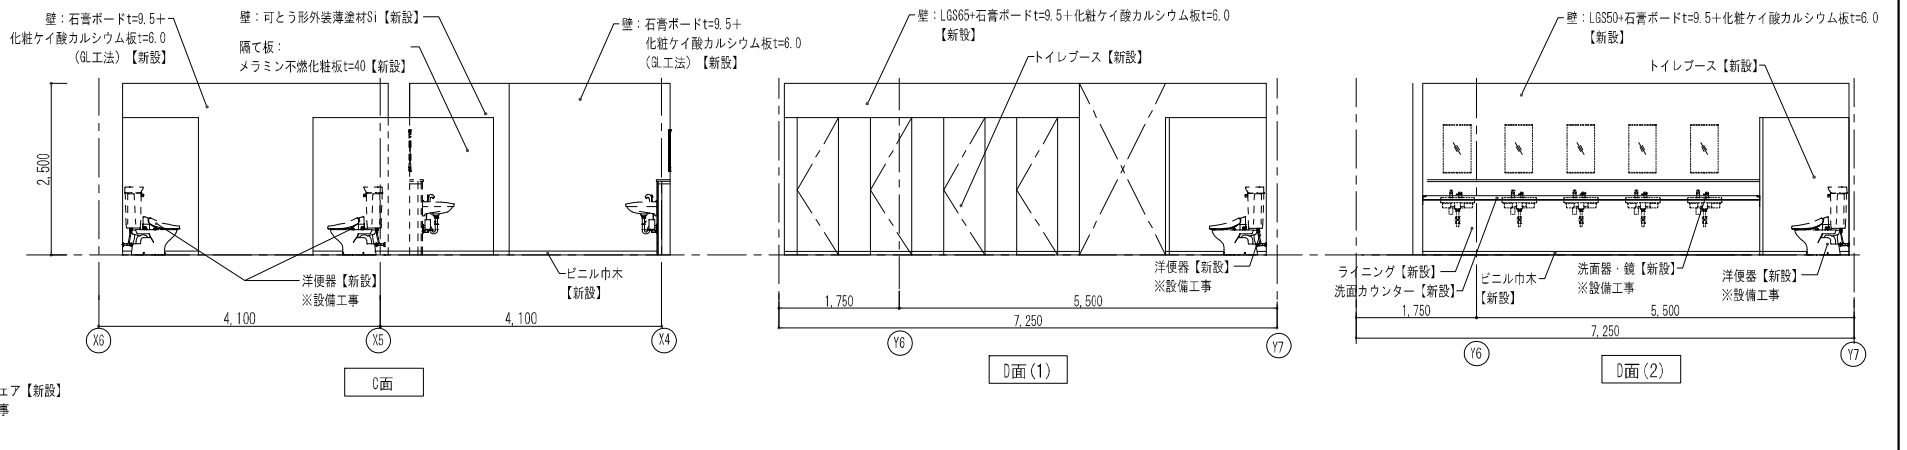 壁：石膏ボードt=9.5＋
化粧ケイ酸カルシウム板t=6.0
(GL工法)【新設】
壁：可とう形外装薄塗材Si【新設】
隔て板：
メラミン不燃化粧板t=40【新設】
壁：石膏ボードt=9.5＋
化粧ケイ酸カルシウム板t=6.0
(GL工法)【新設】
2,500
洋便器【新設】
※設備工事
ビニル巾木
【新設】
4,100
4,100
X6
X5
X4
C面
ェア【新設】
事
壁：LGS65+石膏ボードt=9.5＋化粧ケイ酸カルシウム板t=6.0
【新設】
トイレブース【新設】
洋便器【新設】
※設備工事
1,750
5,500
7,250
Y6
Y7
D面(1)
壁：LGS50+石膏ボードt=9.5＋化粧ケイ酸カルシウム板t=6.0
【新設】
トイレブース【新設】
ライニング【新設】
洗面カウンター【新設】
ビニル巾木
【新設】
洗面器・鏡【新設】
※設備工事
洋便器【新設】
※設備工事
1,750
5,500
7,250
Y6
Y7
D面(2)